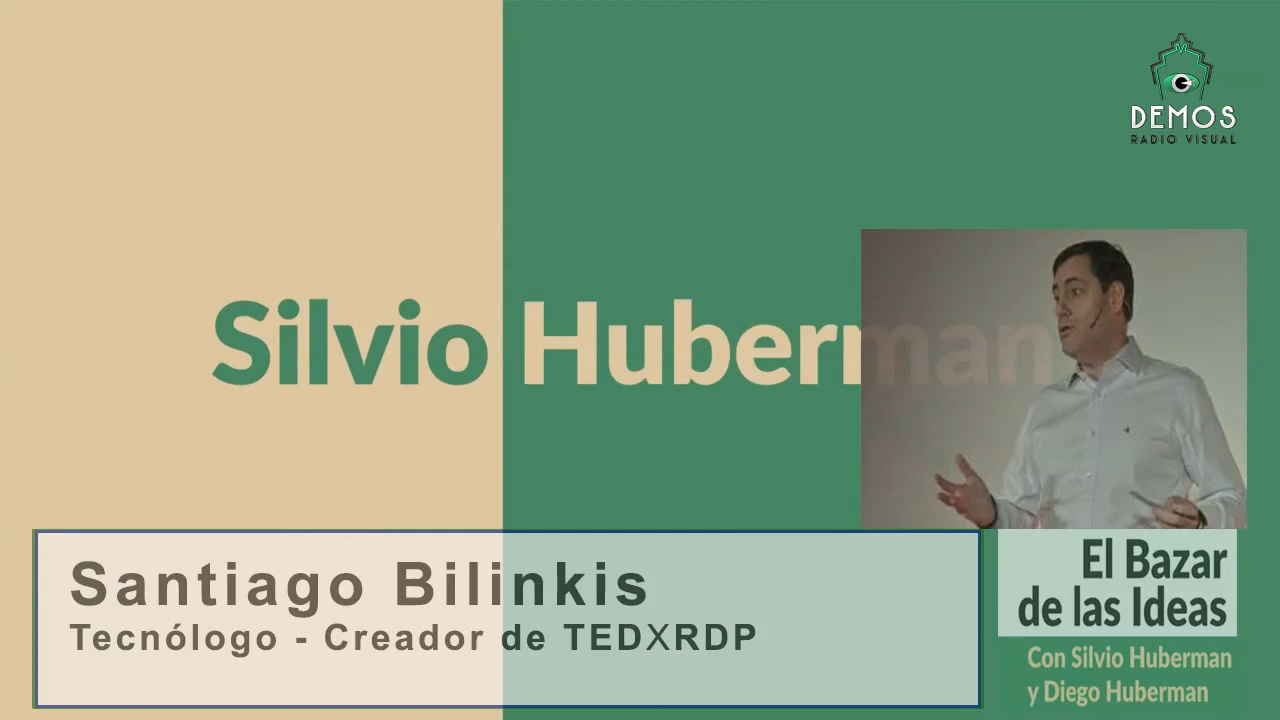 DEMOS
RADIO VISUAL
Silvio Huberman
Santiago Bilinkis
Tecnólogo - Creador de TEDXRDP
El Bazar
de las Ideas
Con Silvio Huberman
y Diego Huberman